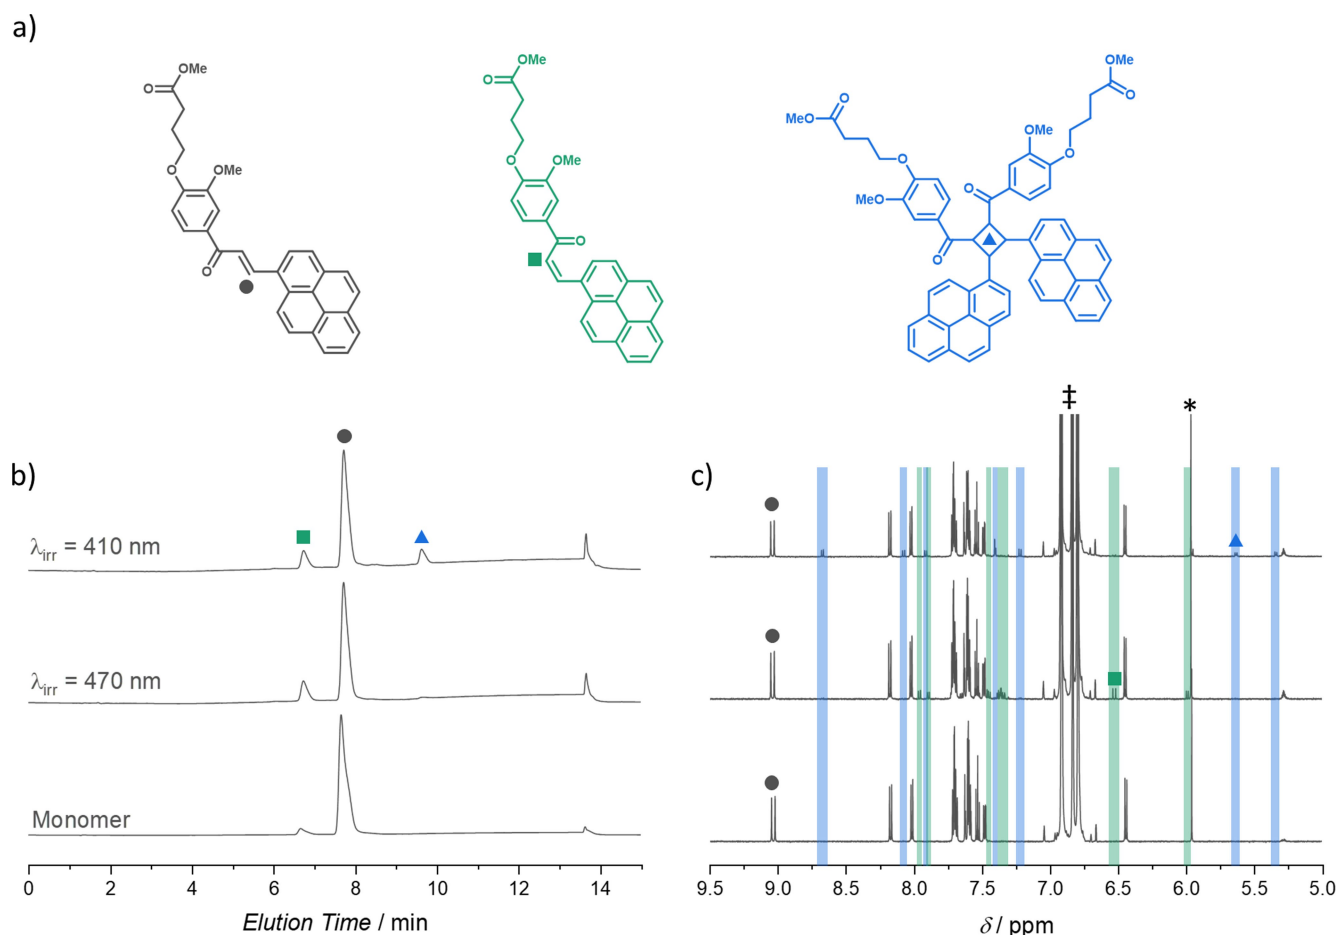 a)
OMe
O
O
OMe
O
OMe
O
O
OMe
O
OMe
O
MeO
O
MeO
O
O
OMe
O
O
OMe
O
b)
λirr = 410 nm
λirr = 470 nm
Monomer
0 2 4 6 8 10 12 14
Elution Time / min
c)
‡
*
9.5 9.0 8.5 8.0 7.5 7.0 6.5 6.0 5.5 5.0
δ / ppm